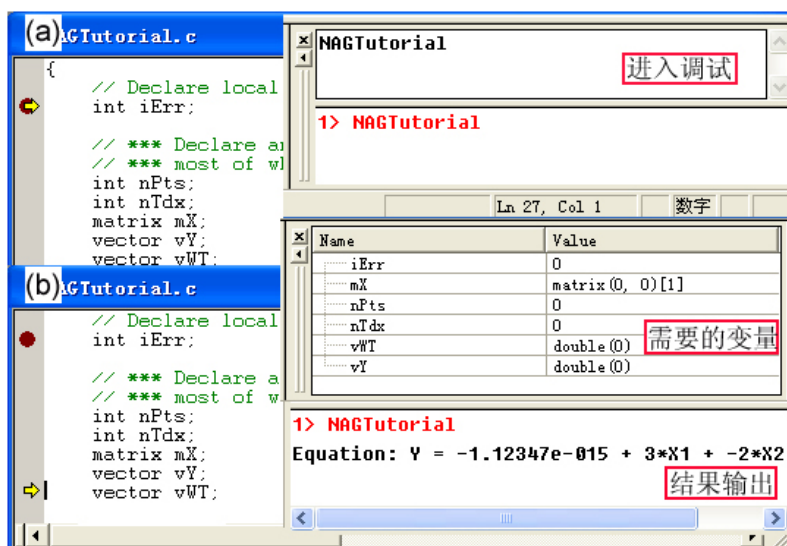 (a)
NAGTutorial.c
{
// Declare local
int iErr;
// *** Declare a
// *** most of w
int nPts;
int nTdx;
matrix mX;
vector vY;
vector vWT;
NAGTutorial
进入调试
1> NAGTutorial
Ln 27, Col 1 数字
(b)
AGTutorial.c
// Declare local
int iErr;
// *** Declare a
// *** most of w
int nPts;
int nTdx;
matrix mX;
vector vY;
vector vWT;
Name Value
iErr 0
mX matrix(0, 0)[1]
nPts 0
nTdx 0
vWT double(0)
vY double(0)
需要的变量
1> NAGTutorial
Equation: Y = -1.12347e-015 + 3*X1 + -2*X2
结果输出